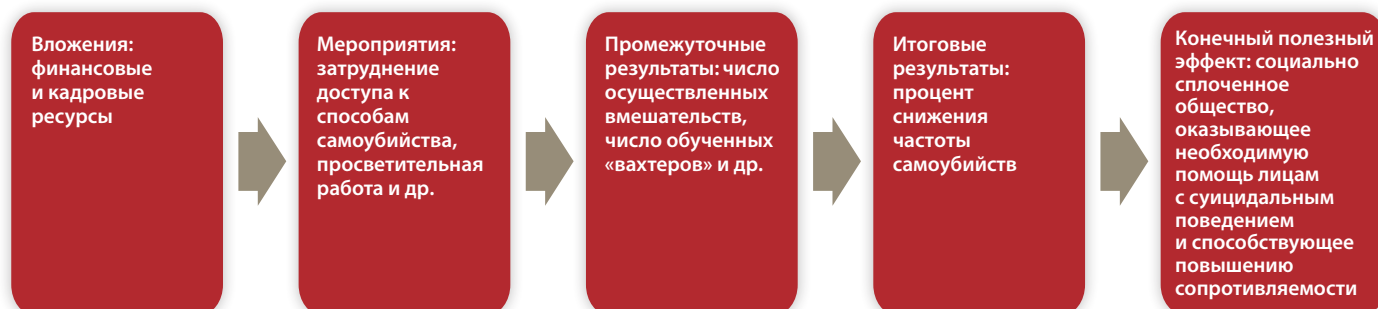 Вложения:
финансовые
и кадровые
ресурсы
Мероприятия:
затруднение
доступа к
способам
самоубийства,
просветительная
работа и др.
Промежуточные
результаты: число
осуществленных
вмешательств,
число обученных
«вахтеров» и др.
Итоговые
результаты:
процент
снижения
частоты
самоубийств
Конечный полезный
эффект: социально
сплоченное
общество,
оказывающее
необходимую
помощь лицам
с суицидальным
поведением
и способствующее
повышению
сопротивляемости